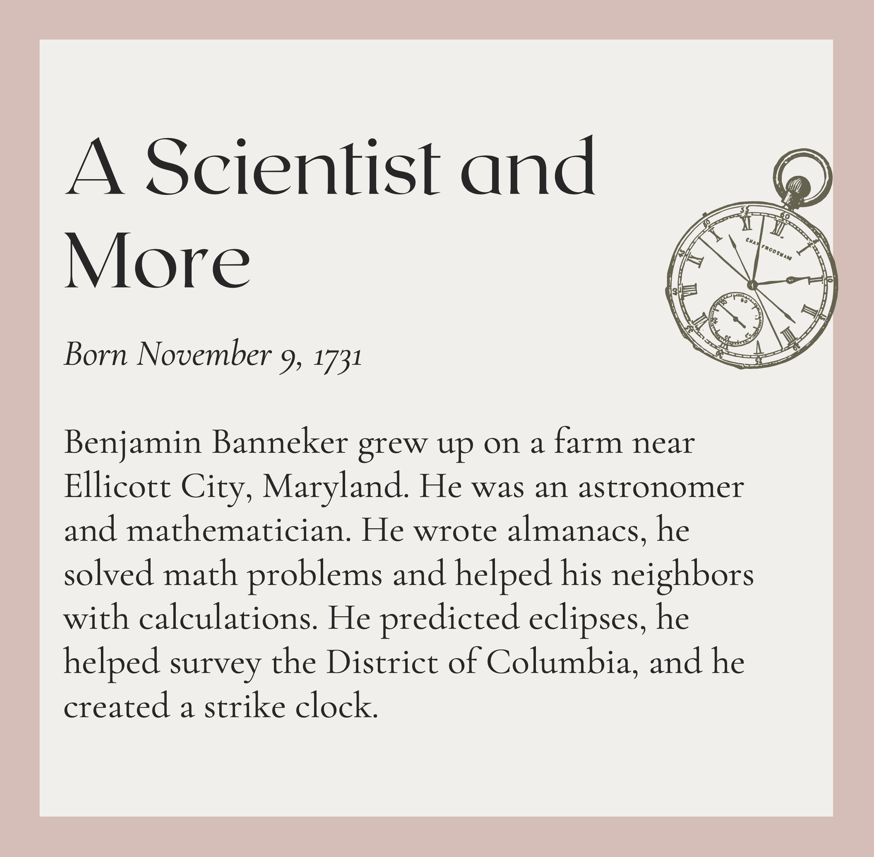 A Scientist and
More
Born November 9, 1731
Benjamin Banneker grew up on a farm near
Ellicott City, Maryland. He was an astronomer
and mathematician. He wrote almanacs, he
solved math problems and helped his neighbors
with calculations. He predicted eclipses, he
helped survey the District of Columbia, and he
created a strike clock.